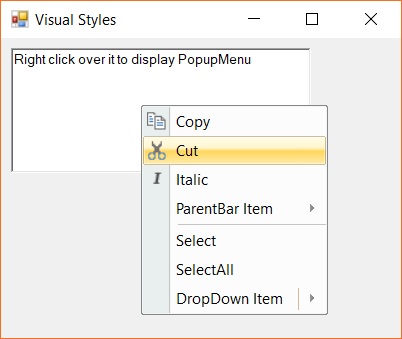 Visual Styles
Right click over it to display PopupMenu
Copy
Cut
Italic
ParentBar Item
Select
SelectAll
DropDown Item